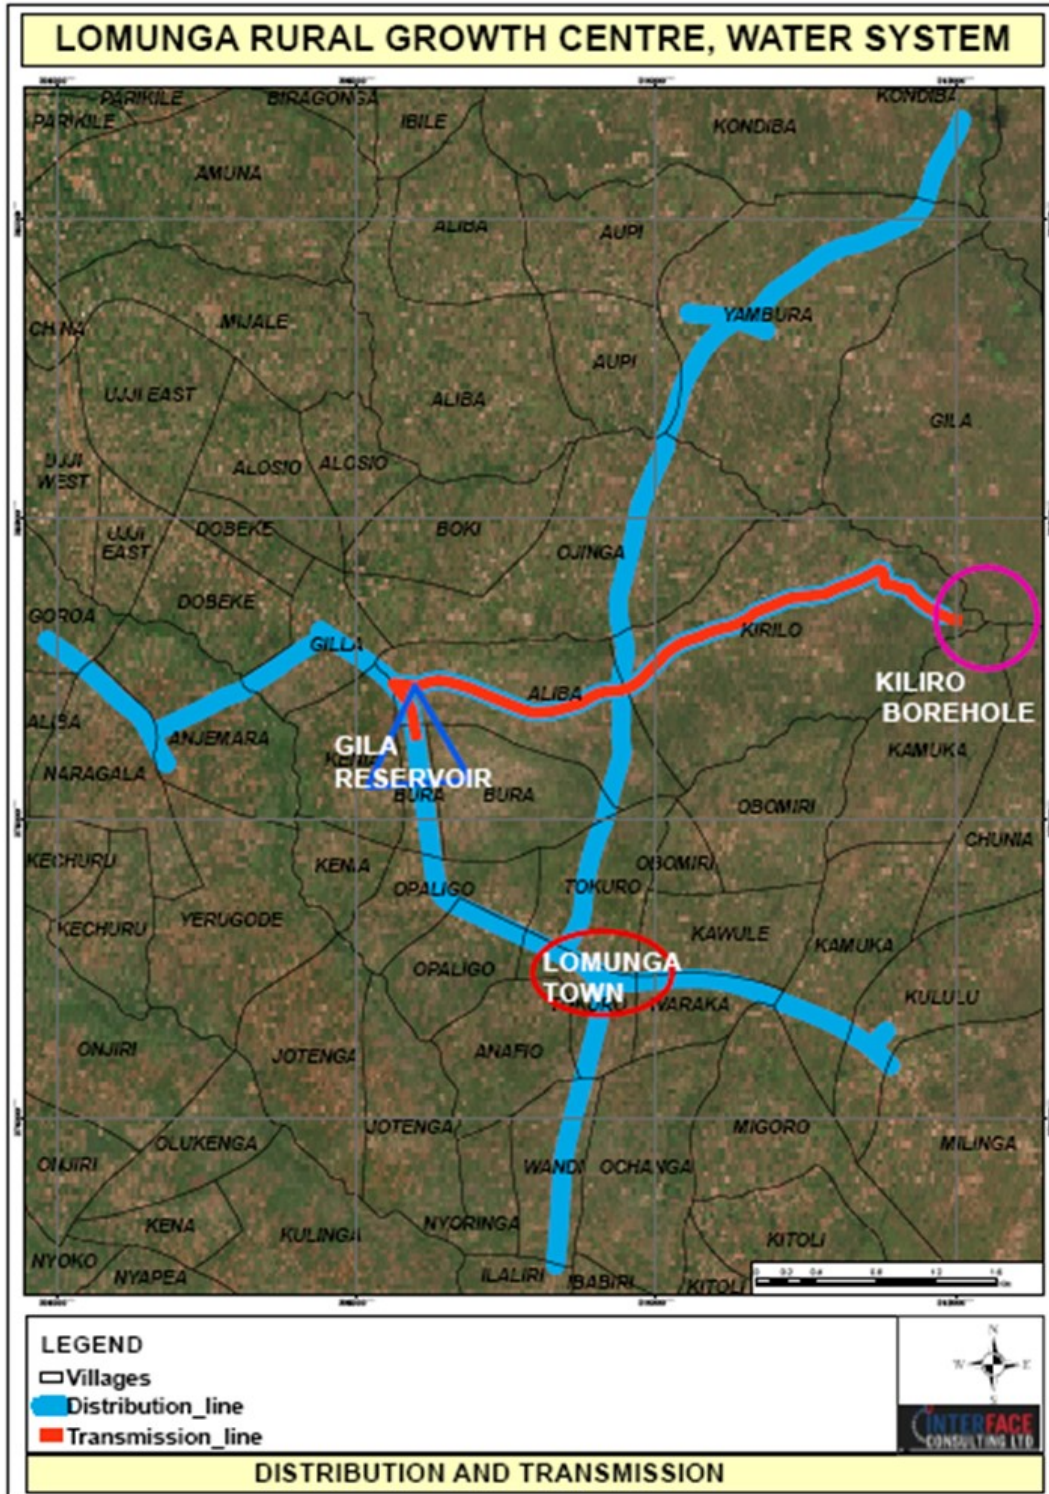 LOMUNGA RURAL GROWTH CENTRE, WATER SYSTEM
PARIKILE
BIRAGONGA
KONDIBA
PARIKILE
IBILE
KONDIBA
AMUNA
ALIBA
AUPI
CHINA
MIJALE
YAMBURA
AUPI
UJJI EAST
ALIBA
GILA
UJJI
WEST
ALOSIO
ALOSIO
UJJI
EAST
DOBEKE
BOKI
OJINGA
DOBEKE
GOROA
GILLA
KIRILO
ALIBA
KILIRO
BOREHOLE
ALIBA
ANJEMARA
GILA
RESERVOIR
KENIA
KAMUKA
NARAGALA
BURA
BURA
OBOMIRI
KECHURU
KENIA
OPALIGO
TOKURO
OBOMIRI
CHUNIA
KECHURU
YERUGODE
KAWULE
KAMUKA
OPALIGO
LOMUNGA
TOWN
TOKURO
WARAKA
KULULU
ONJIRI
JOTENGA
ANAFIO
JOTENGA
MIGORO
OLUKENGA
MILINGA
ONJIRI
WANDI
OCHANGA
KENA
KULINGA
NYORINGA
KITOLI
NYOKO
NYAPEA
ILALIRI
IBABIRI
KITOLI
LEGEND
Villages
Distribution_line
Transmission_line
N
W E
S
INTERFACE
CONSULTING LTD
DISTRIBUTION AND TRANSMISSION